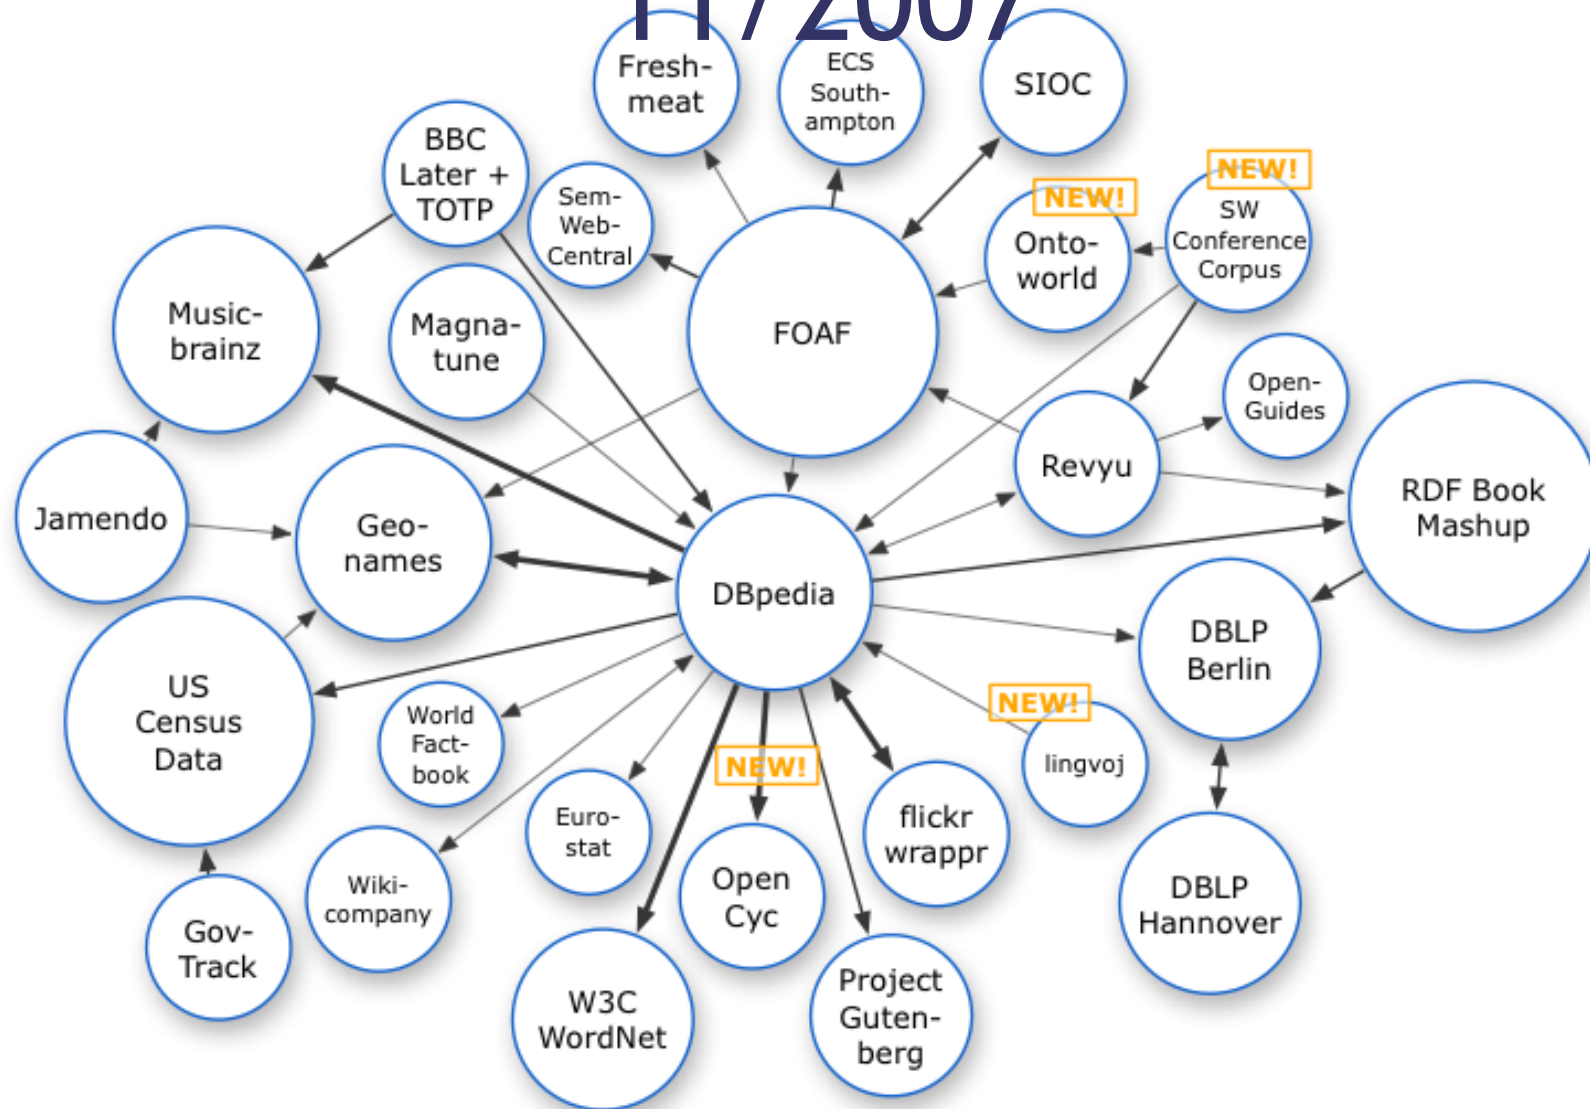 11/2007
Fresh-
meat
ECS
South-
ampton
SIOC
BBC
Later +
TOTP
Sem-
Web-
Central
NEW!
Onto-
world
NEW!
SW
Conference
Corpus
Music-
brainz
Magna-
tune
FOAF
Open-
Guides
Revyu
RDF Book
Mashup
Jamendo
Geo-
names
DBpedia
DBLP
Berlin
US
Census
Data
World
Fact-
book
NEW!
lingvoj
NEW!
Euro-
stat
Open
Cyc
flickr
wrappr
Wiki-
company
DBLP
Hannover
Gov-
Track
W3C
WordNet
Project
Guten-
berg